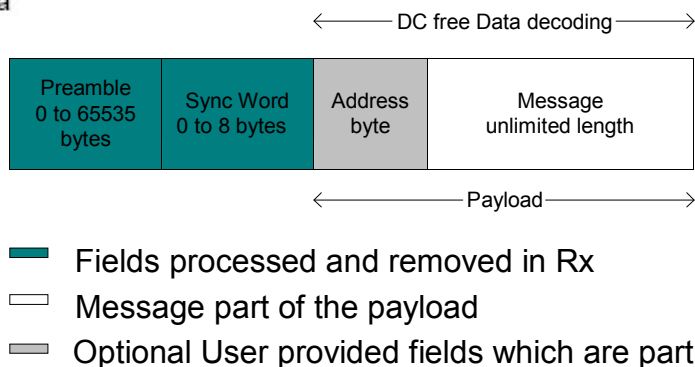 DC free Data decoding
Preamble
0 to 65535
bytes
Sync Word
0 to 8 bytes
Address
byte
Message
unlimited length
Payload
Fields processed and removed in Rx
Message part of the payload
Optional User provided fields which are part